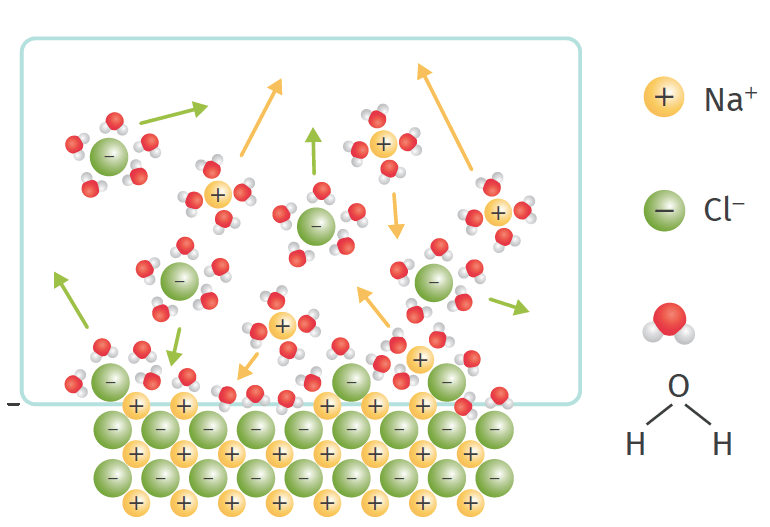 + Na⁺
− Cl⁻
O
H H